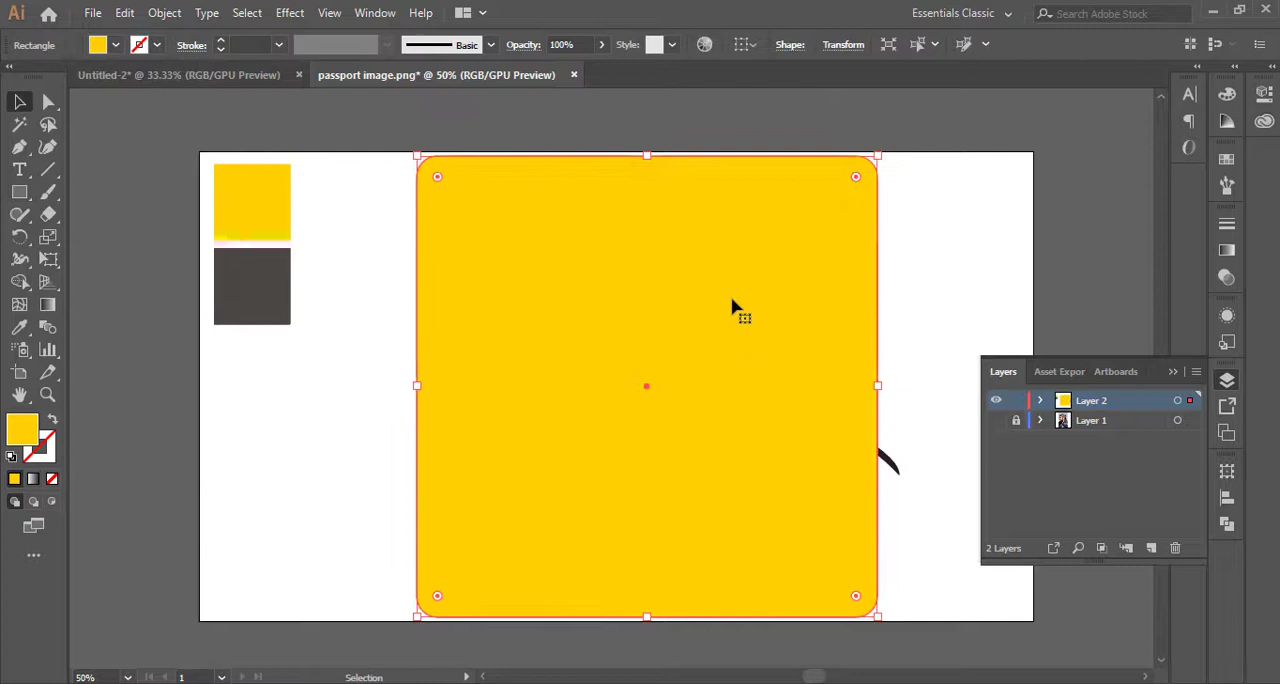 Ai File Edit Object Type Select Effect View Window Help Essentials Classic Search Adobe Stock
Rectangle Stroke: Basic Opacity: 100% Style: Shape: Transform
Untitled-2* @ 33.33% (RGB/GPU Preview) × passport image.png* @ 50% (RGB/GPU Preview) ×
Layers Asset Expor Artboards
Layer 2
Layer 1
2 Layers
50% 1 Selection